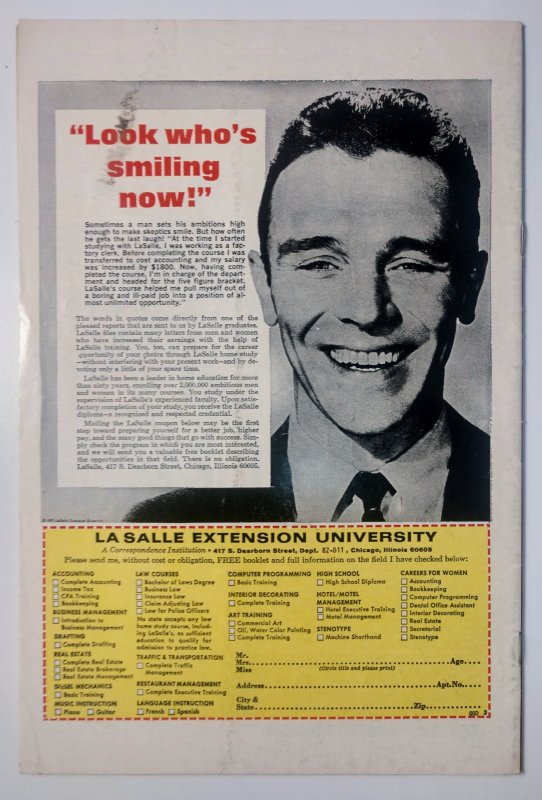 “Look who’s
smiling
now!”
Sometimes a man sets his ambitions high
enough to make skeptics smile. But how often
he gets the last laugh! “At the time I started
studying with LaSalle, I was working as a fac-
tory clerk. Before completing the course I was
transferred to cost accounting and my salary
was increased by $1800. Now, having com-
pleted the course, I’m in charge of the depart-
ment and headed for the five figure bracket.
LaSalle’s course helped me pull myself out of
a boring and ill-paid job into a position of al-
most unlimited opportunity.”
The words in quotes come directly from one of the
pleased reports that are sent to us by LaSalle graduates.
LaSalle files contain many letters from men and women
who have increased their earnings with the help of
LaSalle training. You, too, can prepare for the career
opportunity of your choice through LaSalle home study
—without interfering with your present work—and by de-
voting only a little of your spare time.
LaSalle has been a leader in home education for more
than sixty years, enrolling over 2,000,000 ambitious men
and women in its many courses. You study under the
supervision of LaSalle’s experienced faculty. Upon satis-
factory completion of your study, you receive the LaSalle
diploma—a recognized and respected credential.
Mailing the LaSalle coupon below may be the first
step toward preparing yourself for a better job, higher
pay, and the many good things that go with success. Sim-
ply check the program in which you are most interested,
and we will send you a valuable free booklet describing
the opportunities in that field. There is no obligation.
LaSalle, 417 S. Dearborn Street, Chicago, Illinois 60605.
LA SALLE EXTENSION UNIVERSITY
A Correspondence Institution • 417 S. Dearborn Street, Dept. 82-011, Chicago, Illinois 60605
Please send me, without cost or obligation, FREE booklet and full information on the field I have checked below:
ACCOUNTING
Complete Accounting
Income Tax
CPA Training
Bookkeeping
BUSINESS MANAGEMENT
Introduction to
Business Management
DRAFTING
Complete Drafting
REAL ESTATE
Complete Real Estate
Real Estate Brokerage
Real Estate Management
DIESEL MECHANICS
Basic Training
MUSIC INSTRUCTION
Piano Guitar
LAW COURSES
Bachelor of Laws Degree
Business Law
Insurance Law
Claim Adjusting Law
Law for Police Officers
No state accepts any law
home study course, includ-
ing LaSalle’s, as sufficient
education to qualify for
admission to practice law.
TRAFFIC & TRANSPORTATION
Complete Traffic
Management
RESTAURANT MANAGEMENT
Complete Executive Training
LANGUAGE INSTRUCTION
French Spanish
COMPUTER PROGRAMMING
Basic Training
INTERIOR DECORATING
Complete Training
ART TRAINING
Commercial Art
Oil, Water Color Painting
Complete Training
HIGH SCHOOL
High School Diploma
HOTEL/MOTEL
MANAGEMENT
Hotel Executive Training
Motel Management
STENOTYPE
Machine Shorthand
CAREERS FOR WOMEN
Accounting
Bookkeeping
Computer Programming
Dental Office Assistant
Interior Decorating
Real Estate
Secretarial
Stenotype
Mr.
Mrs. Age
Miss (Circle title and please print)
Address Apt. No.
City &
State Zip
3